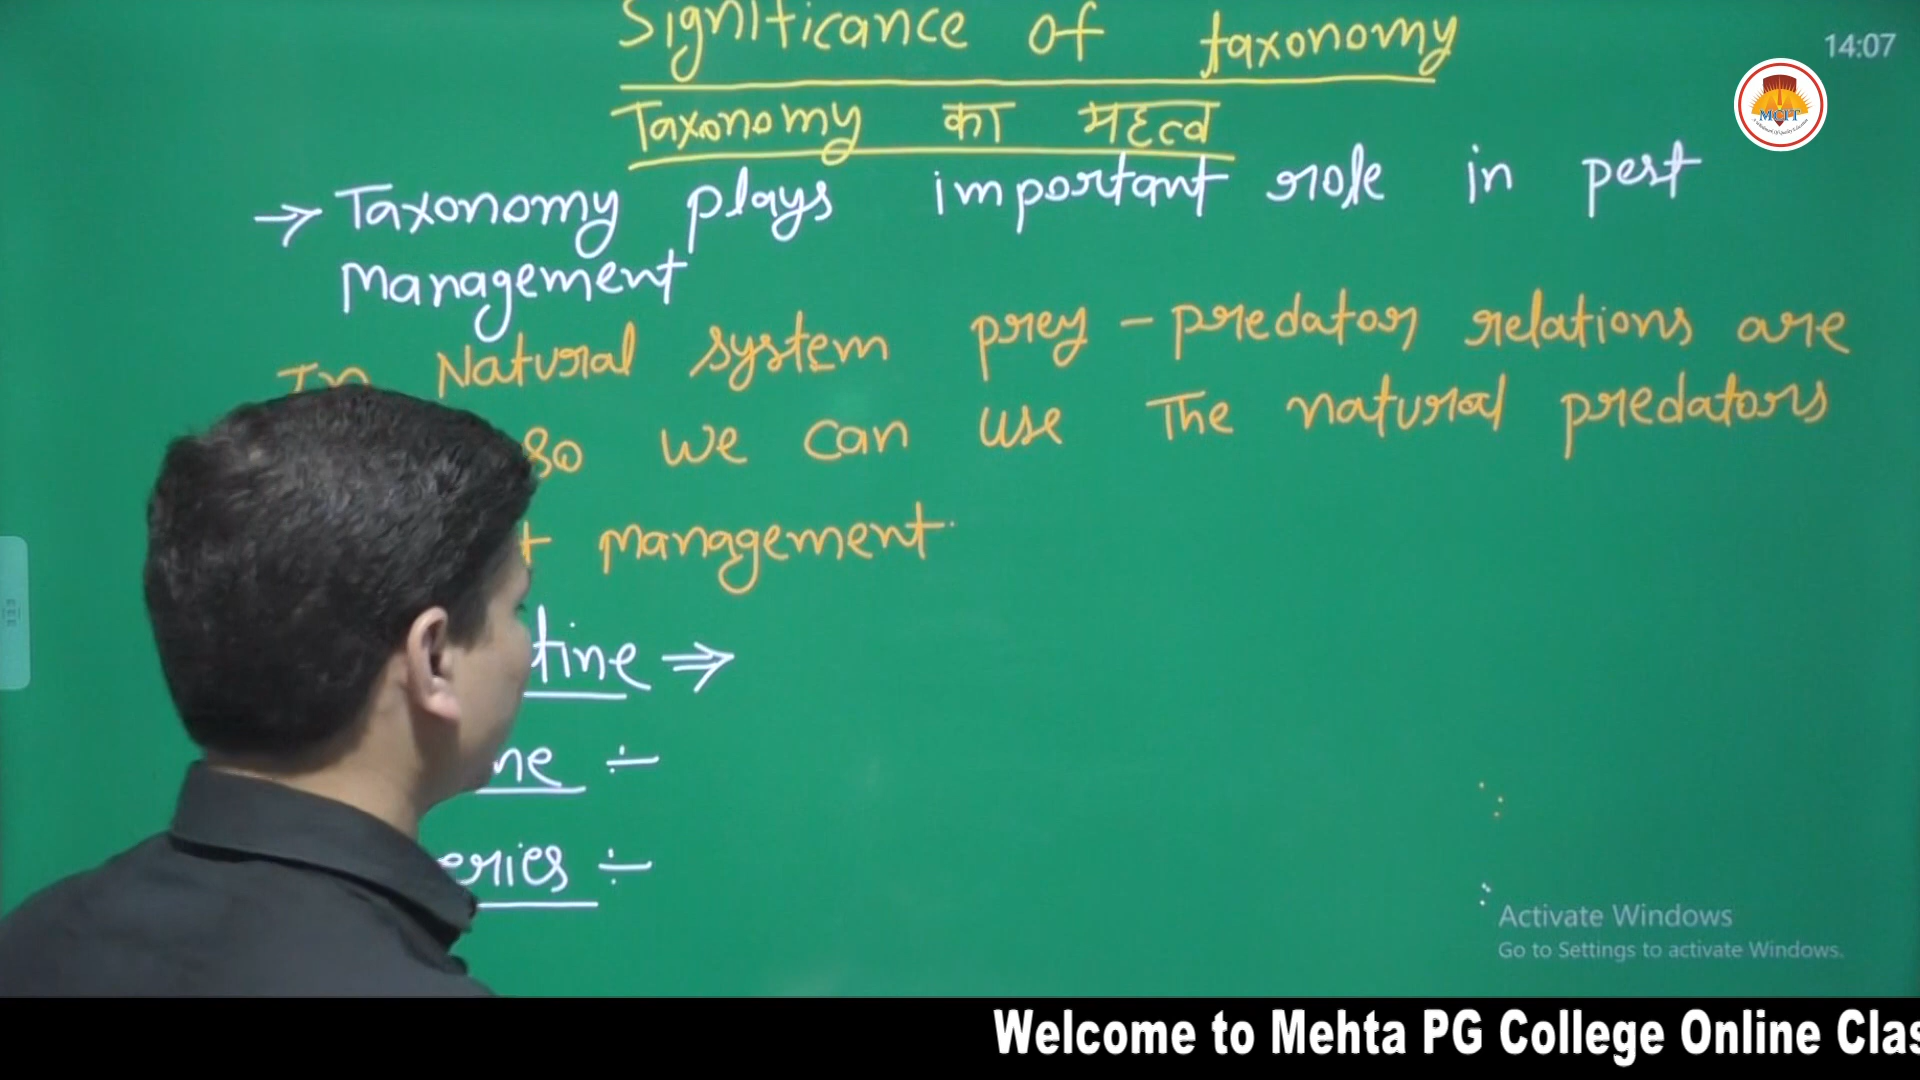 Significance of taxonomy
14:07
Taxonomy का महत्व
MCPT
→ Taxonomy plays important role in pest
Management
In Natural system prey - predator relations are
so we can use The natural predators
management.
tine ⇒
ne ÷
eries ÷
Activate Windows
Go to Settings to activate Windows.
Welcome to Mehta PG College Online Clas